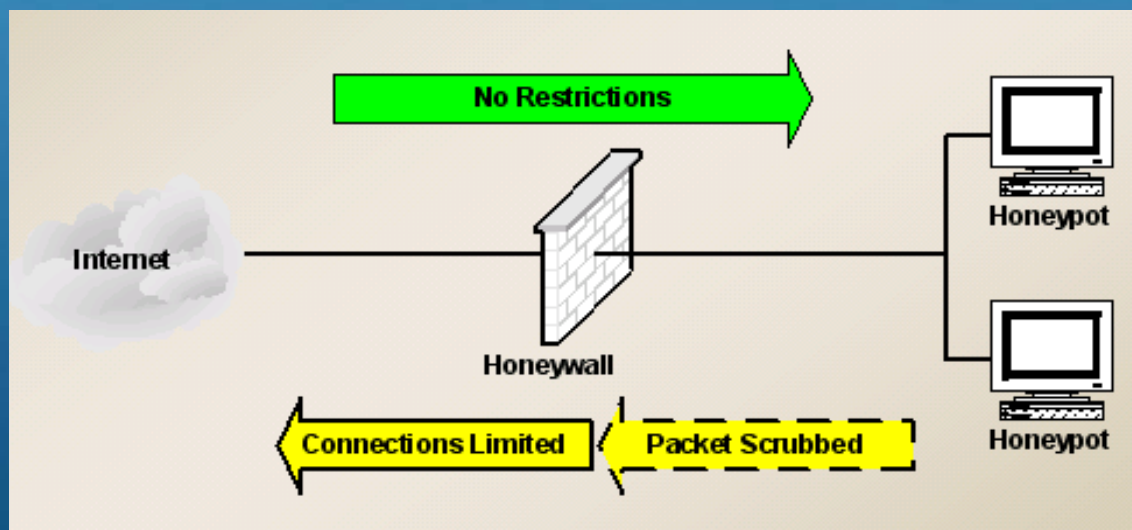 No Restrictions
Honeypot
Internet
Honeywall
Connections Limited
Packet Scrubbed
Honeypot